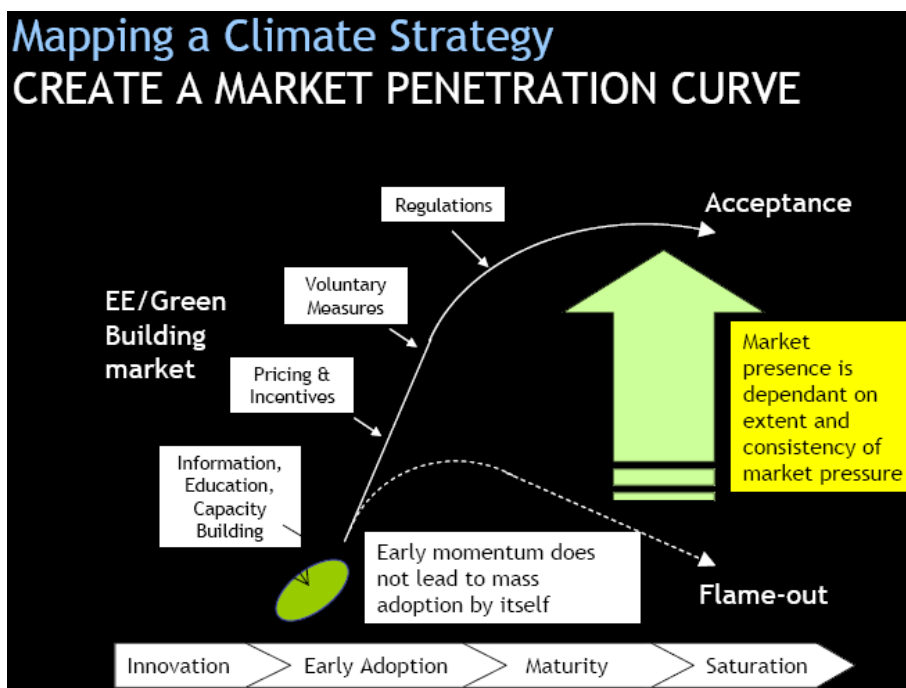 Mapping a Climate Strategy
CREATE A MARKET PENETRATION CURVE
Regulations
Acceptance
Voluntary
Measures
EE/Green
Building
market
Pricing &
Incentives
Market
presence is
dependant on
extent and
consistency of
market pressure
Information,
Education,
Capacity
Building
Early momentum does
not lead to mass
adoption by itself
Flame-out
Innovation
Early Adoption
Maturity
Saturation